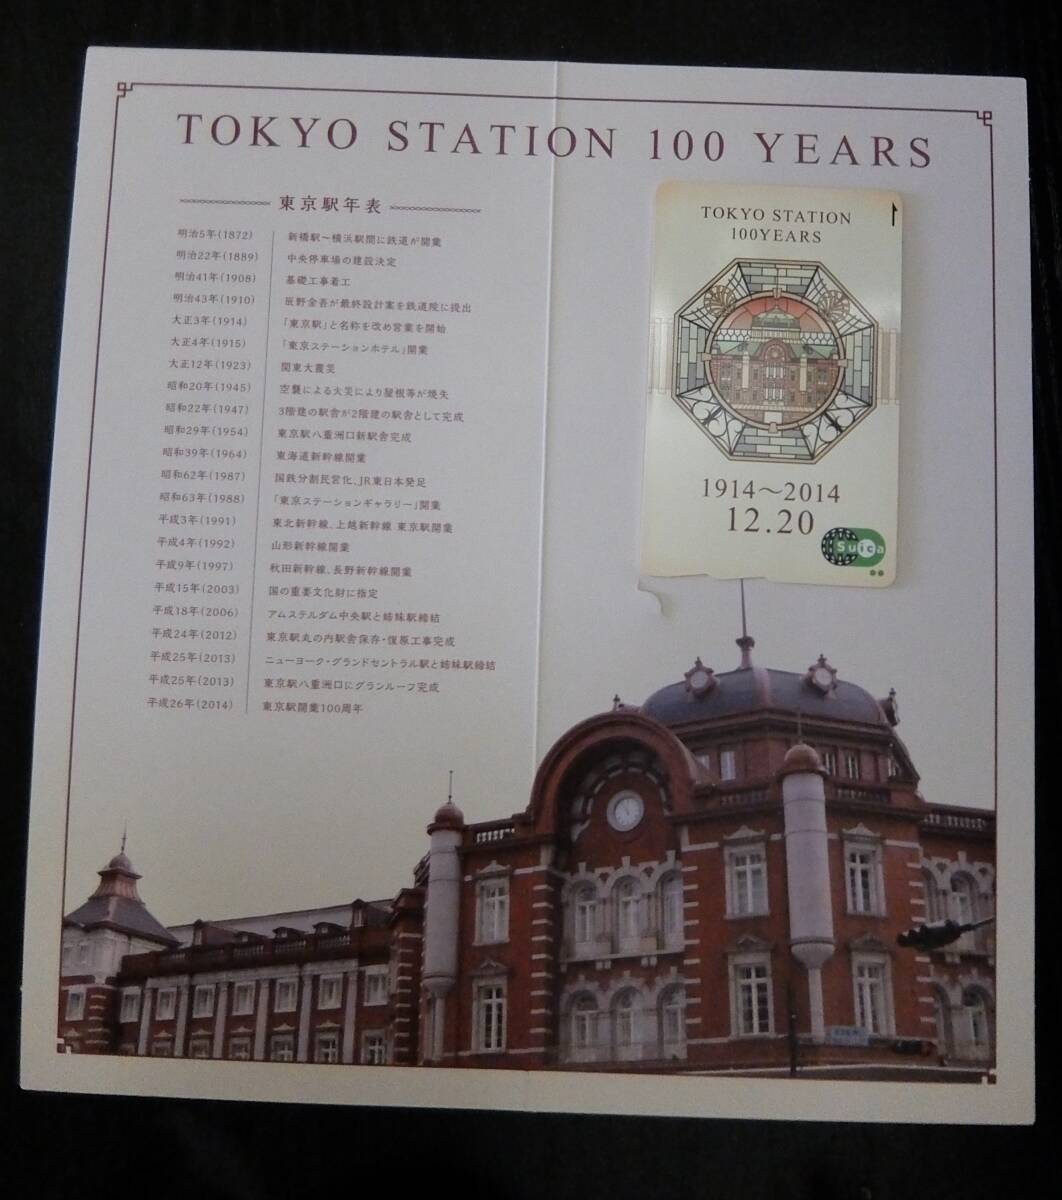 TOKYO STATION 100 YEARS
東京駅年表
明治5年(1872) 新橋駅～横浜駅間に鉄道が開業
明治22年(1889) 中央停車場の建設決定
明治41年(1908) 基礎工事着工
明治43年(1910) 辰野金吾が最終設計案を鉄道院に提出
大正3年(1914) 「東京駅」と名称を改め営業を開始
大正4年(1915) 「東京ステーションホテル」開業
大正12年(1923) 関東大震災
昭和20年(1945) 空襲による火災により屋根等が焼失
昭和22年(1947) 3階建の駅舎が2階建の駅舎として完成
昭和29年(1954) 東京駅八重洲口新駅舎完成
昭和39年(1964) 東海道新幹線開業
昭和62年(1987) 国鉄分割民営化、JR東日本発足
昭和63年(1988) 「東京ステーションギャラリー」開業
平成3年(1991) 東北新幹線、上越新幹線 東京駅開業
平成4年(1992) 山形新幹線開業
平成9年(1997) 秋田新幹線、長野新幹線開業
平成15年(2003) 国の重要文化財に指定
平成18年(2006) アムステルダム中央駅と姉妹駅締結
平成24年(2012) 東京駅丸の内駅舎保存・復原工事完成
平成25年(2013) ニューヨーク・グランドセントラル駅と姉妹駅締結
平成25年(2013) 東京駅八重洲口にグランルーフ完成
平成26年(2014) 東京駅開業100周年
TOKYO STATION
100YEARS
1914～2014
12.20
Suica